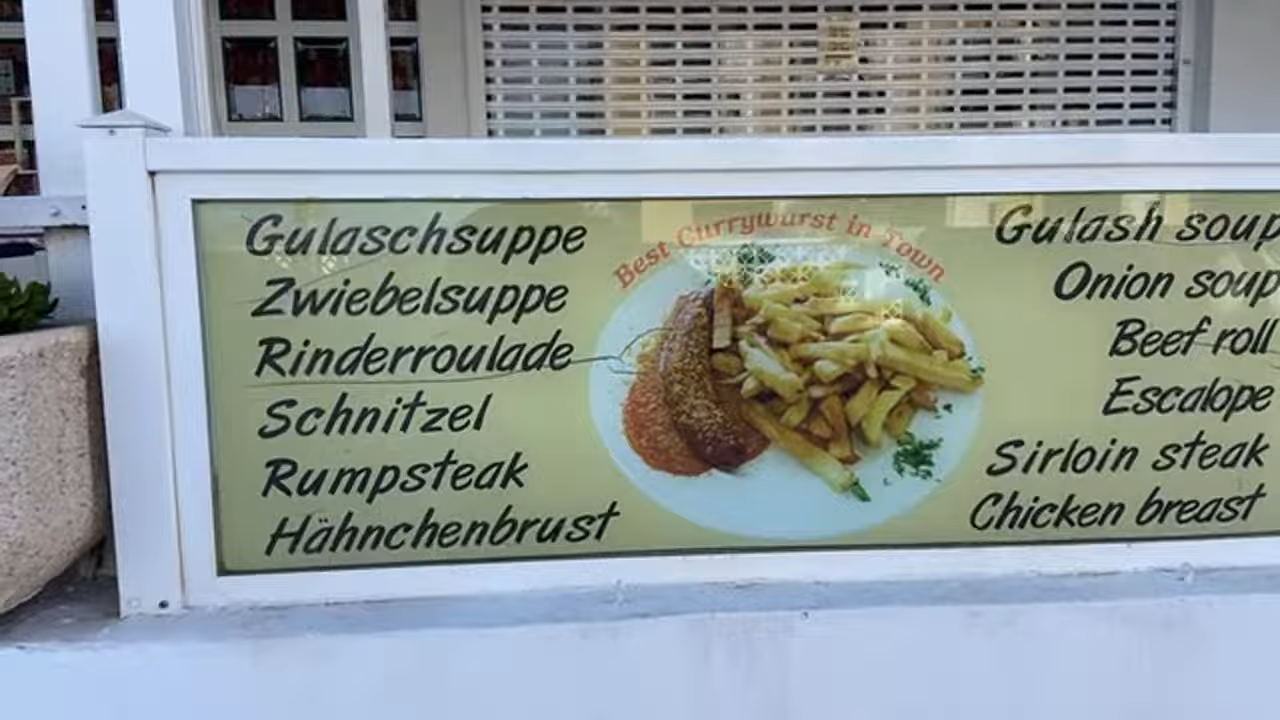 Gulaschsuppe
Zwiebelsuppe
Rinderroulade
Schnitzel
Rumpsteak
Hähnchenbrust
Best Currywurst in Town
Gulash soup
Onion soup
Beef roll
Escalope
Sirloin steak
Chicken breast